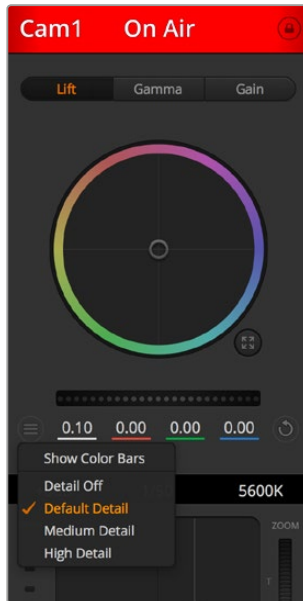 Cam1 On Air
Lift Gamma Gain
0.10 0.00 0.00 0.00
Show Color Bars
Detail Off
5600K
Default Detail
Medium Detail
High Detail
ZOOM
T